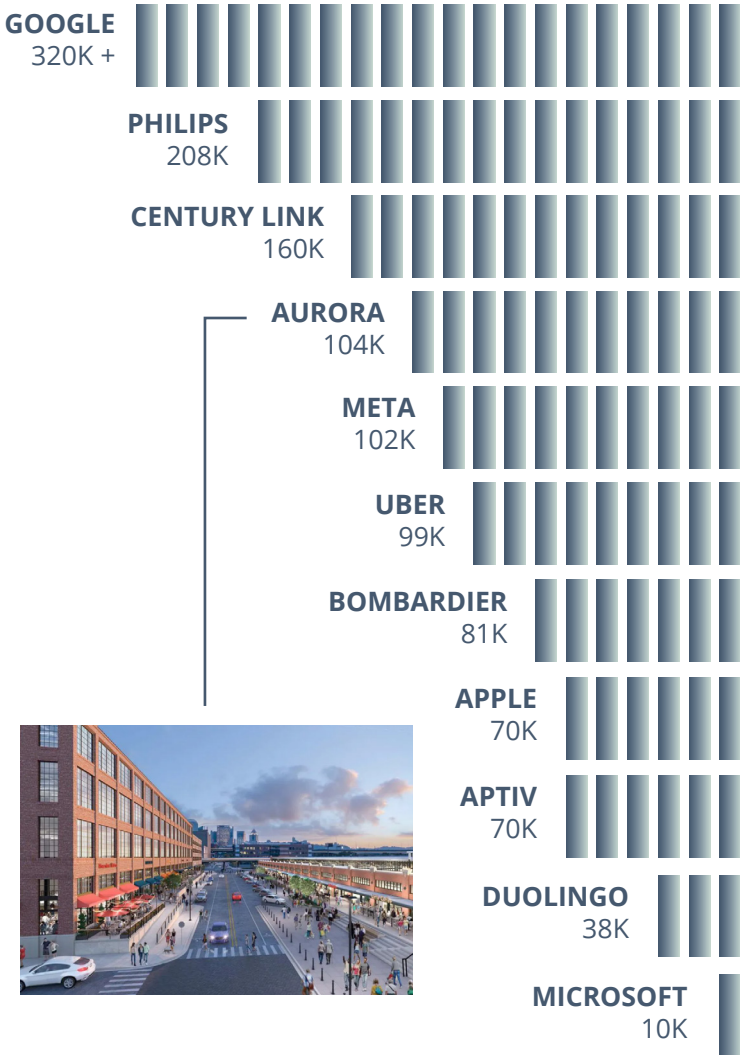 GOOGLE
320K +
PHILIPS
208K
CENTURY LINK
160K
AURORA
104K
META
102K
UBER
99K
BOMBARDIER
81K
APPLE
70K
APTIV
70K
DUOLINGO
38K
MICROSOFT
10K